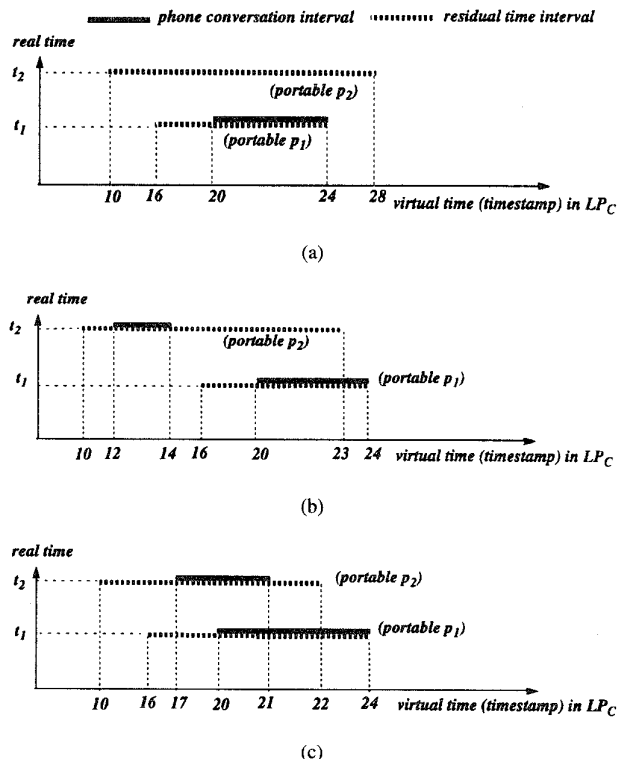 phone conversation interval residual time interval
real time
t2
(portable p2)
t1
(portable p1)
10 16 20 24 28 virtual time (timestamp) in LPC
(a)
real time
t2
(portable p2)
t1
(portable p1)
10 12 14 16 20 23 24 virtual time (timestamp) in LPC
(b)
real time
t2
(portable p2)
t1
(portable p1)
10 16 17 20 21 22 24 virtual time (timestamp) in LPC
(c)